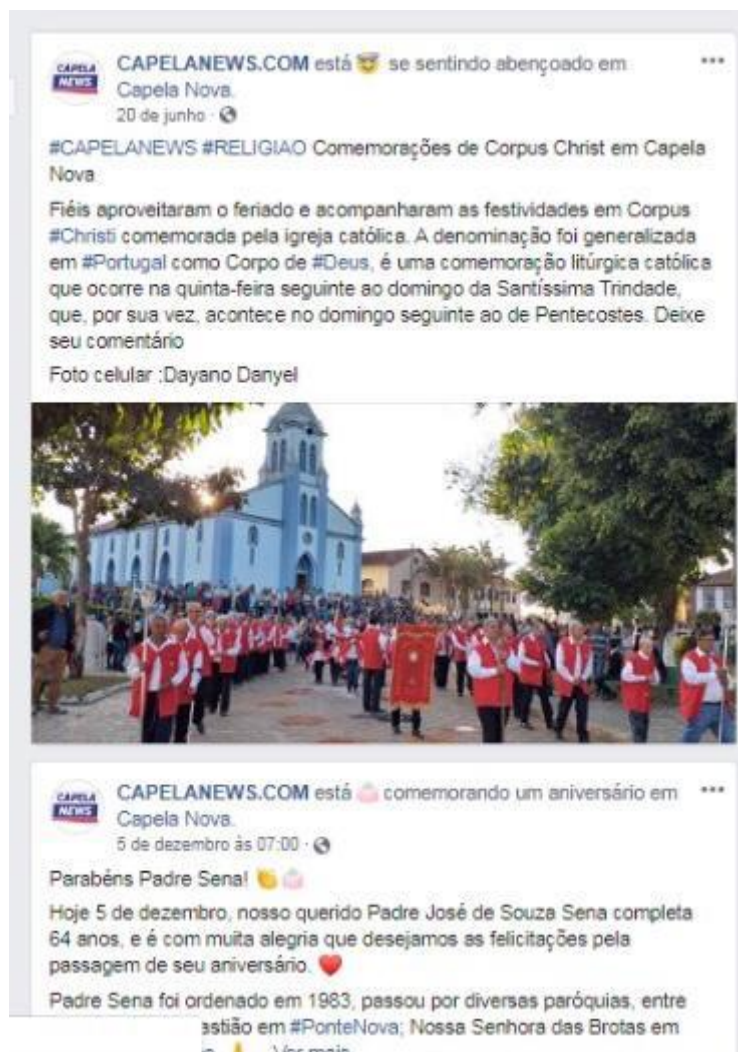 CAPELA
NEWS
CAPELANEWS.COM está se sentindo abençoado em
Capela Nova.
20 de junho ·
#CAPELANEWS #RELIGIAO Comemorações de Corpus Christ em Capela
Nova
Fiéis aproveitaram o feriado e acompanharam as festividades em Corpus
#Christi comemorada pela igreja católica. A denominação foi generalizada
em #Portugal como Corpo de #Deus, é uma comemoração litúrgica católica
que ocorre na quinta-feira seguinte ao domingo da Santíssima Trindade,
que, por sua vez, acontece no domingo seguinte ao de Pentecostes. Deixe
seu comentário
Foto celular :Dayano Danyel
CAPELA
NEWS
CAPELANEWS.COM está comemorando um aniversário em
Capela Nova.
5 de dezembro às 07:00 ·
Parabéns Padre Sena!
Hoje 5 de dezembro, nosso querido Padre José de Souza Sena completa
64 anos, e é com muita alegria que desejamos as felicitações pela
passagem de seu aniversário.
Padre Sena foi ordenado em 1983, passou por diversas paróquias, entre
astião em #PonteNova; Nossa Senhora das Brotas em
Ver mais